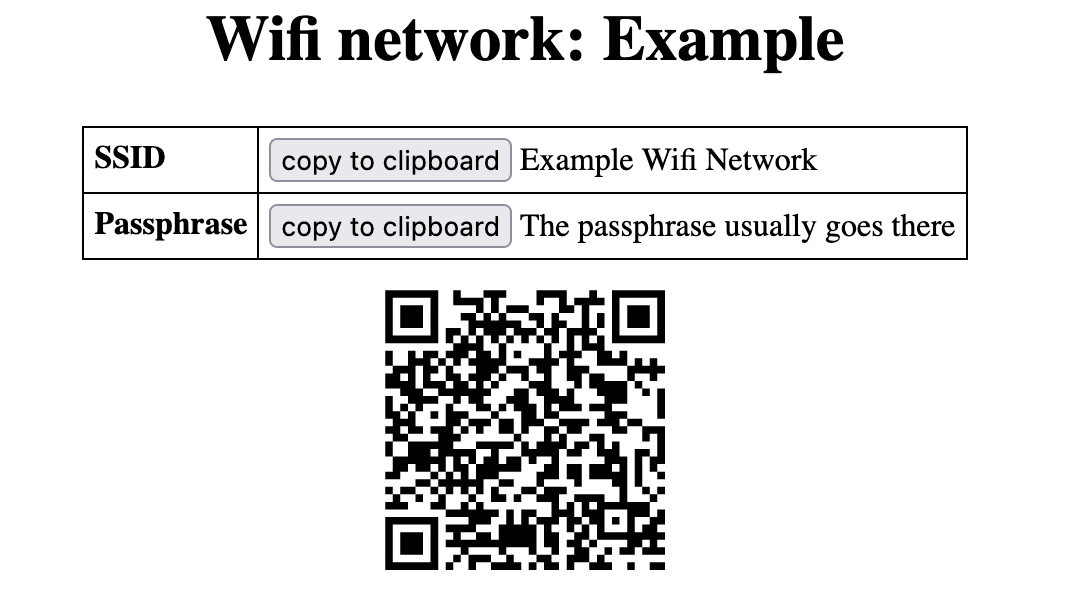 Wifi network: Example
SSID copy to clipboard Example Wifi Network
Passphrase copy to clipboard The passphrase usually goes there